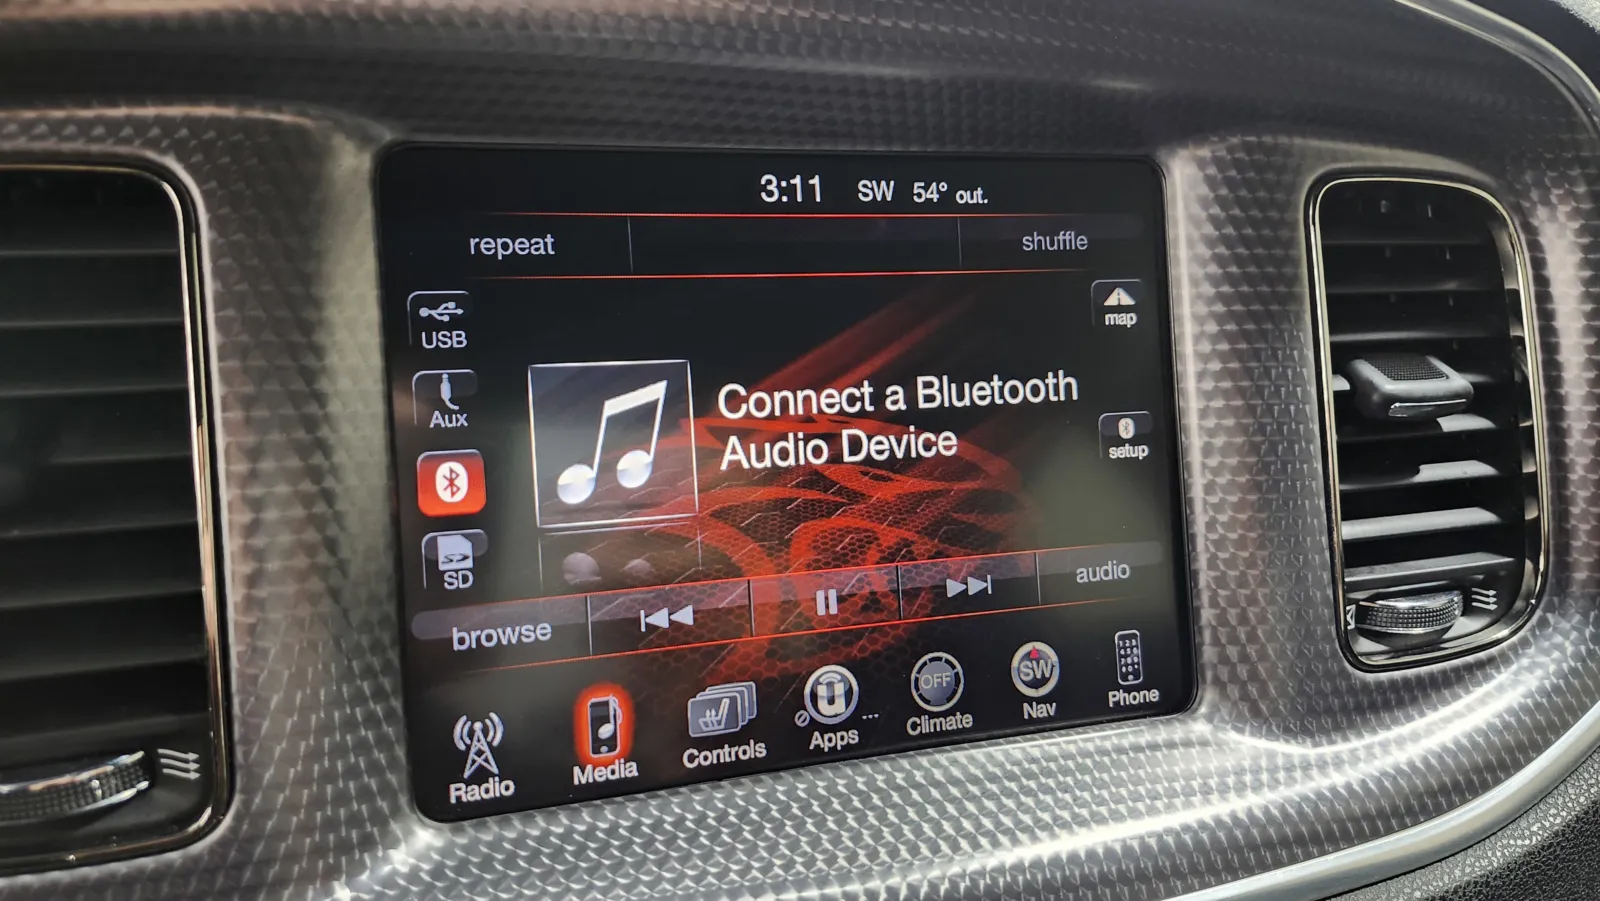 3:11 SW 54° out.
repeat shuffle
USB
map
Aux
Connect a Bluetooth
Audio Device
setup
SD
browse audio
OFF
SW
Radio Media Controls Apps ... Climate Nav Phone